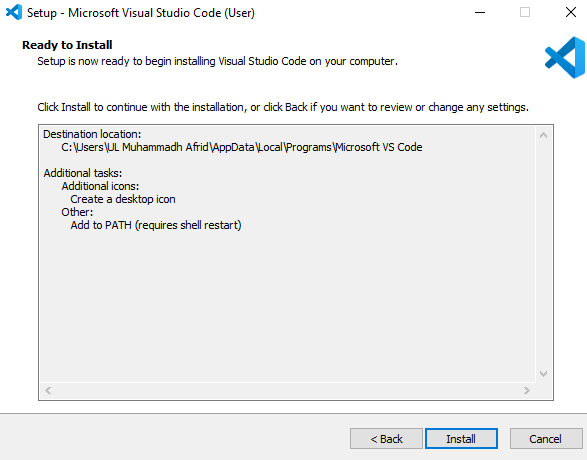 Setup - Microsoft Visual Studio Code (User)
Ready to Install
Setup is now ready to begin installing Visual Studio Code on your computer.
Click Install to continue with the installation, or click Back if you want to review or change any settings.
Destination location:
C:\Users\UL Muhammadh Afrid\AppData\Local\Programs\Microsoft VS Code
Additional tasks:
Additional icons:
Create a desktop icon
Other:
Add to PATH (requires shell restart)
< Back
Install
Cancel